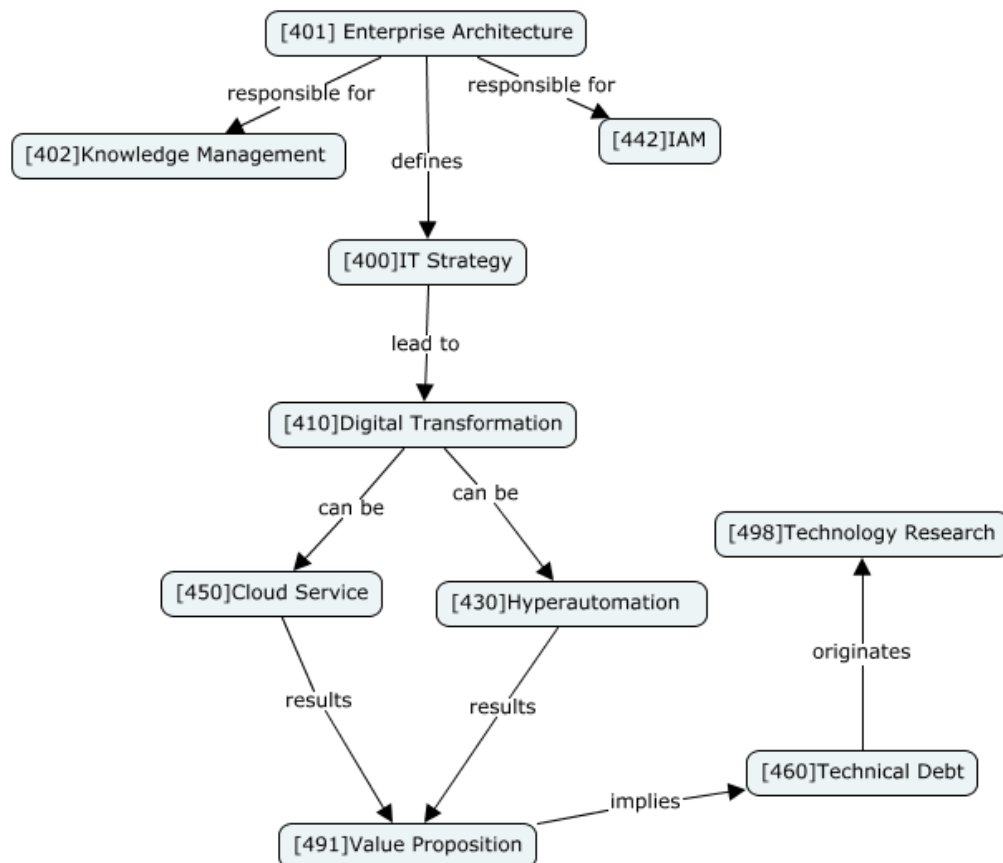 [401] Enterprise Architecture
responsible for
responsible for
[402]Knowledge Management
[442]IAM
defines
[400]IT Strategy
lead to
[410]Digital Transformation
can be
can be
[498]Technology Research
[450]Cloud Service
[430]Hyperautomation
originates
results
results
[460]Technical Debt
implies
[491]Value Proposition